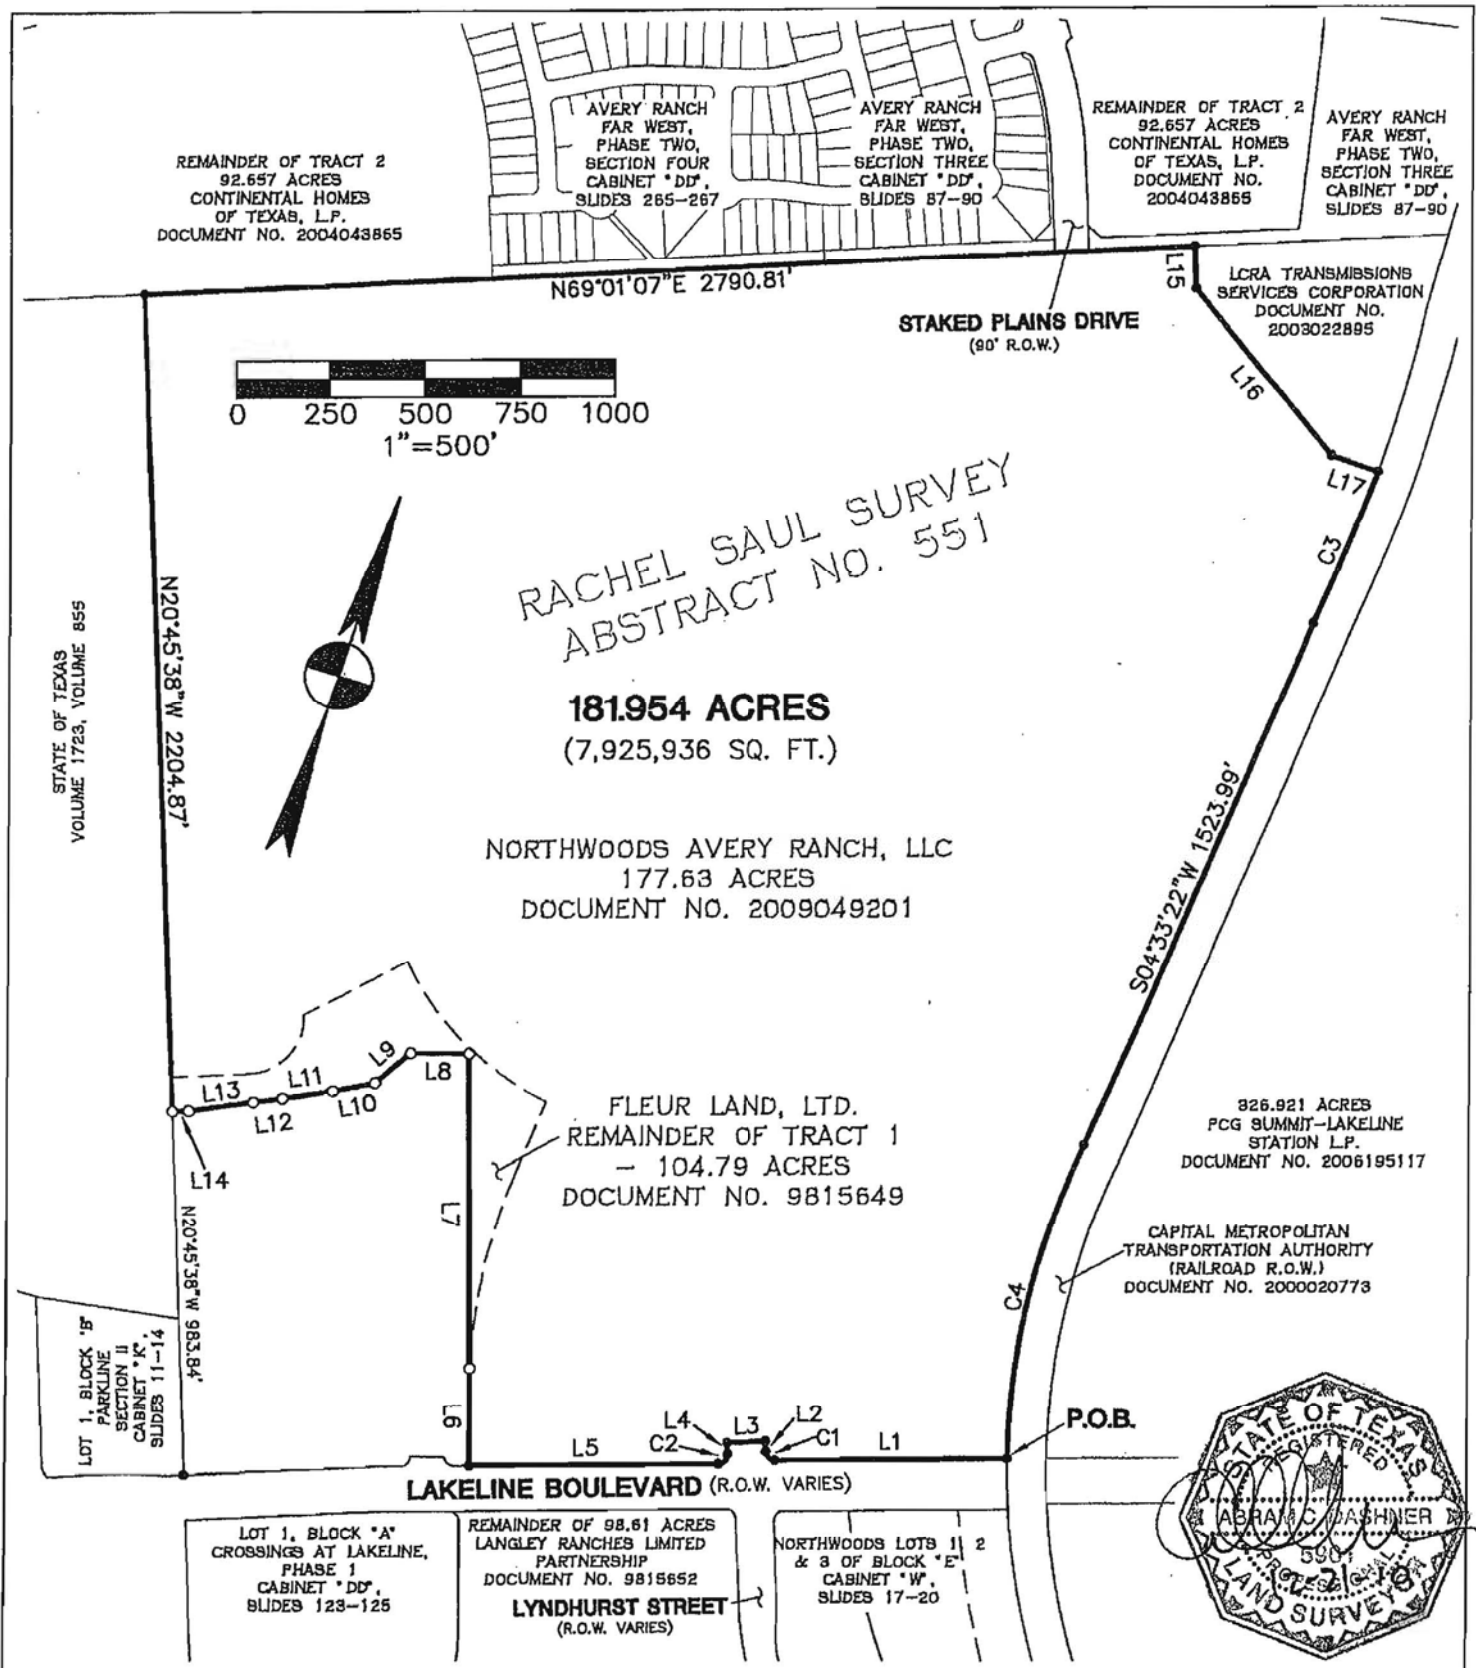 REMAINDER OF TRACT 2
92.657 ACRES
CONTINENTAL HOMES
OF TEXAS, L.P.
DOCUMENT NO. 2004043865
AVERY RANCH
FAR WEST,
PHASE TWO,
SECTION FOUR
CABINET "DD",
SLIDES 265-267
AVERY RANCH
FAR WEST,
PHASE TWO,
SECTION THREE
CABINET "DD",
SLIDES 87-90
REMAINDER OF TRACT 2
92.657 ACRES
CONTINENTAL HOMES
OF TEXAS, L.P.
DOCUMENT NO.
2004043865
AVERY RANCH
FAR WEST,
PHASE TWO,
SECTION THREE
CABINET "DD",
SLIDES 87-90
N69°01'07"E 2790.81'
L15
LCRA TRANSMISSIONS
SERVICES CORPORATION
DOCUMENT NO.
2003022895
STAKED PLAINS DRIVE
(90' R.O.W.)
0 250 500 750 1000
1"=500'
L16
L17
C3
RACHEL SAUL SURVEY
ABSTRACT NO. 551
N20°45'38"W 2204.87'
STATE OF TEXAS
VOLUME 1723, VOLUME 855
181.954 ACRES
(7,925,936 SQ. FT.)
NORTHWOODS AVERY RANCH, LLC
177.63 ACRES
DOCUMENT NO. 2009049201
S04°33'22"W 1523.99'
L13
L12
L11
L10
L9
L8
L14
FLEUR LAND, LTD.
REMAINDER OF TRACT 1
- 104.79 ACRES
DOCUMENT NO. 9815649
326.921 ACRES
PCG SUMMIT-LAKELINE
STATION L.P.
DOCUMENT NO. 2006195117
L7
N20°45'38"W 983.84'
CAPITAL METROPOLITAN
TRANSPORTATION AUTHORITY
(RAILROAD R.O.W.)
DOCUMENT NO. 2000020773
C4
LOT 1, BLOCK "B"
PARKLINE
SECTION II
CABINET "K",
SLIDES 11-14
L6
L5
L4
C2
L3
L2
C1
L1
P.O.B.
LAKELINE BOULEVARD (R.O.W. VARIES)
LOT 1, BLOCK "A"
CROSSINGS AT LAKELINE,
PHASE 1
CABINET "DD",
SLIDES 123-125
REMAINDER OF 98.61 ACRES
LANGLEY RANCHES LIMITED
PARTNERSHIP
DOCUMENT NO. 9815652
LYNDHURST STREET
(R.O.W. VARIES)
NORTHWOODS LOTS 1, 2
& 3 OF BLOCK "E"
CABINET "W",
SLIDES 17-20
STATE OF TEXAS
REGISTERED
ABRAM C. DASHNER
5901
PROFESSIONAL
LAND SURVEYOR